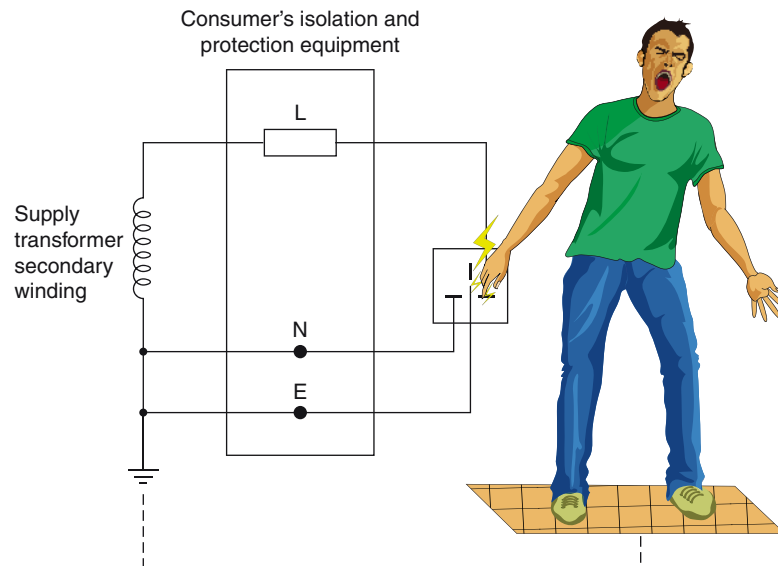 Consumer's isolation and
protection equipment
L
Supply
transformer
secondary
winding
N
E